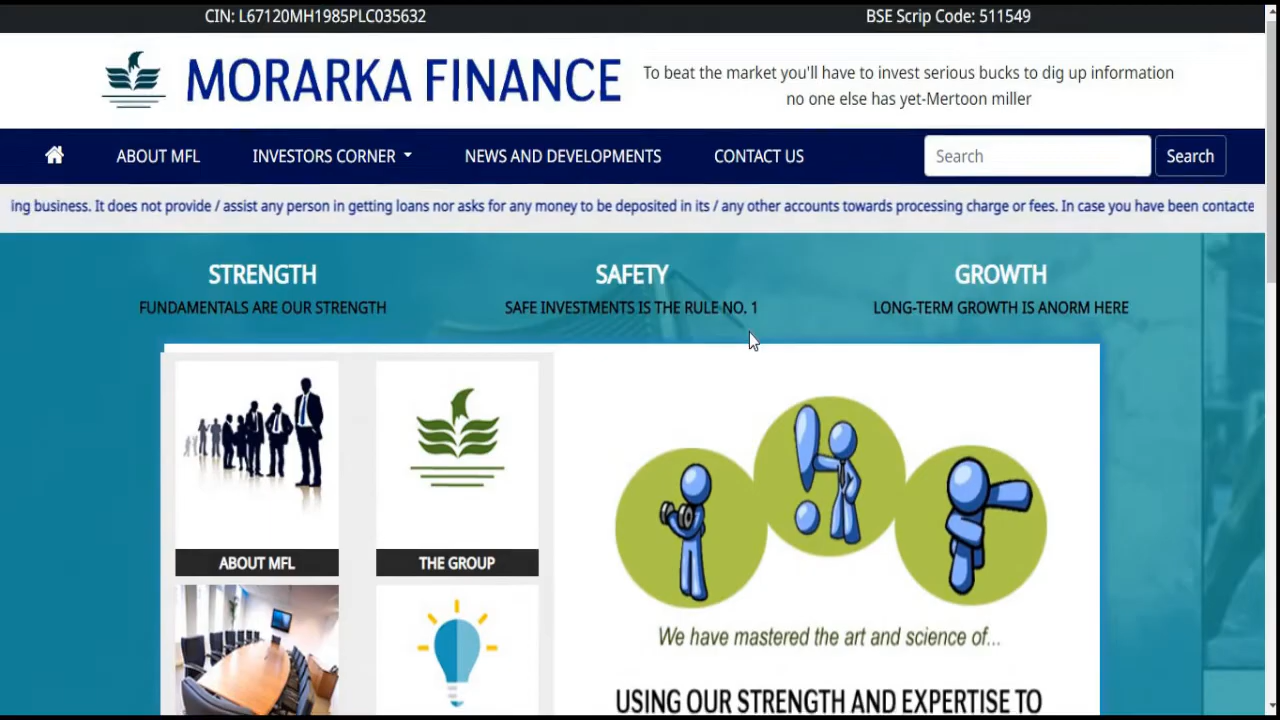 CIN: L67120MH1985PLC035632
BSE Scrip Code: 511549
MORARKA FINANCE
To beat the market you'll have to invest serious bucks to dig up information
no one else has yet-Mertoon miller
ABOUT MFL
INVESTORS CORNER
NEWS AND DEVELOPMENTS
CONTACT US
Search
Search
ing business. It does not provide / assist any person in getting loans nor asks for any money to be deposited in its / any other accounts towards processing charge or fees. In case you have been contacte
STRENGTH
FUNDAMENTALS ARE OUR STRENGTH
SAFETY
SAFE INVESTMENTS IS THE RULE NO. 1
GROWTH
LONG-TERM GROWTH IS ANORM HERE
ABOUT MFL
THE GROUP
We have mastered the art and science of...
USING OUR STRENGTH AND EXPERTISE TO